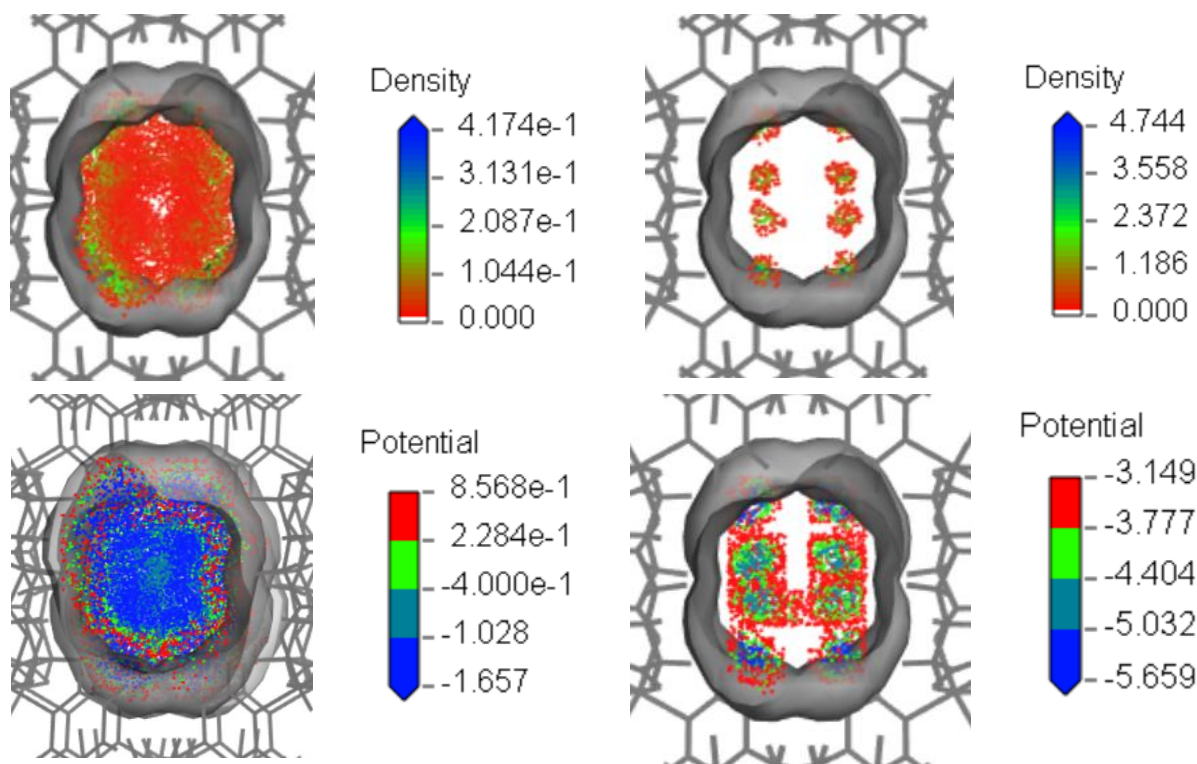 Density
4.174e-1
3.131e-1
2.087e-1
1.044e-1
0.000
Density
4.744
3.558
2.372
1.186
0.000
Potential
8.568e-1
2.284e-1
-4.000e-1
-1.028
-1.657
Potential
-3.149
-3.777
-4.404
-5.032
-5.659